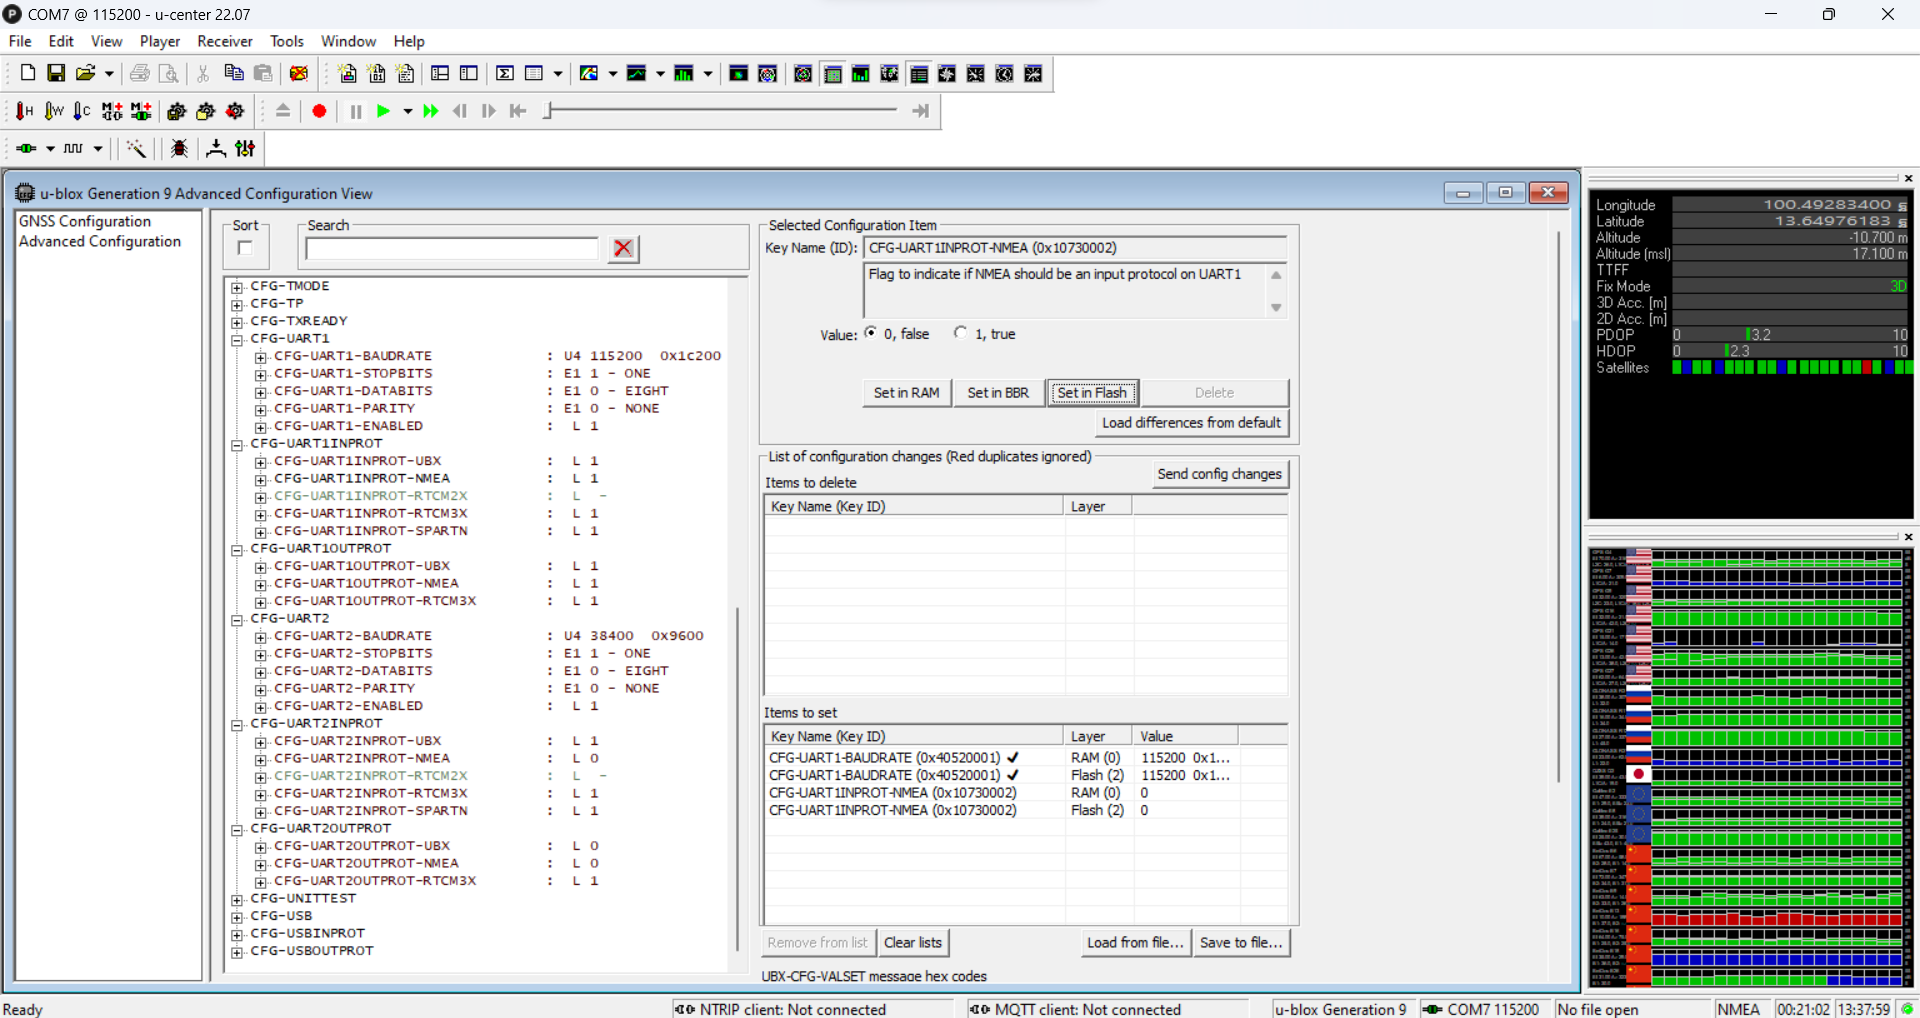 COM7 @ 115200 - u-center 22.07
File Edit View Player Receiver Tools Window Help
u-blox Generation 9 Advanced Configuration View
GNSS Configuration
Advanced Configuration
Sort
Search
CFG-TMODE
CFG-TP
CFG-TXREADY
CFG-UART1
CFG-UART1-BAUDRATE : U4 115200 0x1c200
CFG-UART1-STOPBITS : E1 1 - ONE
CFG-UART1-DATABITS : E1 0 - EIGHT
CFG-UART1-PARITY : E1 0 - NONE
CFG-UART1-ENABLED : L 1
CFG-UART1INPROT
CFG-UART1INPROT-UBX : L 1
CFG-UART1INPROT-NMEA : L 1
CFG-UART1INPROT-RTCM2X : L -
CFG-UART1INPROT-RTCM3X : L 1
CFG-UART1INPROT-SPARTN : L 1
CFG-UART1OUTPROT
CFG-UART1OUTPROT-UBX : L 1
CFG-UART1OUTPROT-NMEA : L 1
CFG-UART1OUTPROT-RTCM3X : L 1
CFG-UART2
CFG-UART2-BAUDRATE : U4 38400 0x9600
CFG-UART2-STOPBITS : E1 1 - ONE
CFG-UART2-DATABITS : E1 0 - EIGHT
CFG-UART2-PARITY : E1 0 - NONE
CFG-UART2-ENABLED : L 1
CFG-UART2INPROT
CFG-UART2INPROT-UBX : L 1
CFG-UART2INPROT-NMEA : L 0
CFG-UART2INPROT-RTCM2X : L -
CFG-UART2INPROT-RTCM3X : L 1
CFG-UART2INPROT-SPARTN : L 1
CFG-UART2OUTPROT
CFG-UART2OUTPROT-UBX : L 0
CFG-UART2OUTPROT-NMEA : L 0
CFG-UART2OUTPROT-RTCM3X : L 1
CFG-UNITTEST
CFG-USB
CFG-USBINPROT
CFG-USBOUTPROT
Selected Configuration Item
Key Name (ID): CFG-UART1INPROT-NMEA (0x10730002)
Flag to indicate if NMEA should be an input protocol on UART1
Value: 0, false 1, true
Set in RAM Set in BBR Set in Flash Delete
Load differences from default
List of configuration changes (Red duplicates ignored)
Send config changes
Items to delete
Key Name (Key ID) Layer
Items to set
Key Name (Key ID) Layer Value
CFG-UART1-BAUDRATE (0x40520001) ✓ RAM (0) 115200 0x1...
CFG-UART1-BAUDRATE (0x40520001) ✓ Flash (2) 115200 0x1...
CFG-UART1INPROT-NMEA (0x10730002) RAM (0) 0
CFG-UART1INPROT-NMEA (0x10730002) Flash (2) 0
Remove from list Clear lists Load from file... Save to file...
UBX-CFG-VALSET message hex codes
Longitude 100.49283400
Latitude 13.64976183
Altitude -10.700 m
Altitude (msl) 17.100 m
TTFF
Fix Mode 3D
3D Acc. [m]
2D Acc. [m]
PDOP 0 3.2 10
HDOP 0 2.3 10
Satellites
Ready NTRIP client: Not connected MQTT client: Not connected u-blox Generation 9 COM7 115200 No file open NMEA 00:21:02 13:37:59